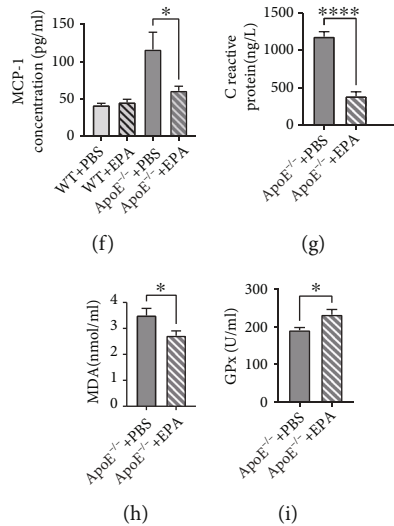 MCP-1
concentration (pg/ml)
150
100
50
0
*
WT+PBS
WT+EPA
ApoE−/−+PBS
ApoE−/−+EPA
(f)
C reactive
protein(ng/L)
1500
1000
500
0
****
ApoE−/−+PBS
ApoE−/−+EPA
(g)
MDA(nmol/ml)
4
3
2
1
0
*
ApoE−/−+PBS
ApoE−/−+EPA
(h)
GPx (U/ml)
300
200
100
0
*
ApoE−/−+PBS
ApoE−/−+EPA
(i)